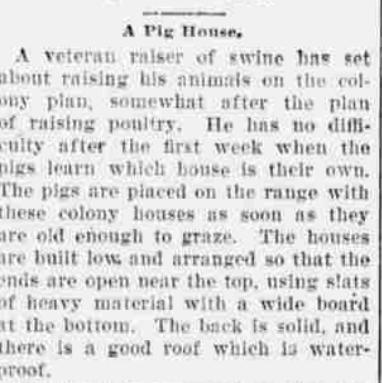 A Pig House.
A veteran raiser of swine has set
about raising his animals on the col-
ony plan, somewhat after the plan
of raising poultry. He has no diffi-
culty after the first week when the
pigs learn which house is their own.
The pigs are placed on the range with
these colony houses as soon as they
are old enough to graze. The houses
are built low and arranged so that the
ends are open near the top, using slats
of heavy material with a wide board
at the bottom. The back is solid, and
there is a good roof which is water-
proof.